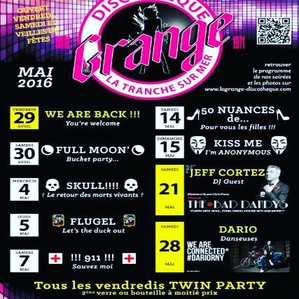 OUVERT
VENDREDI,
SAMEDI ET
VEILLES DE
FÊTES
DISCOTHEQUE
Grange
LA TRANCHE SUR MER
MAI
2016
retrouver
le programme
de nos soirées
et les photos sur
www.lagrange-discotheque.com
VENDREDI
29
AVRIL
WE ARE BACK !!!
You're welcome
SAMEDI
30
AVRIL
FULL MOON'
Bucket party...
MERCREDI
4
MAI
SKULL!!!!
! Le retour des morts vivants !
JEUDI
5
MAI
FLUGEL
Let's the duck out
SAMEDI
7
MAI
!!! 911 !!!
Sauvez moi
SAMEDI
14
MAI
50 NUANCES
de...
Pour vous les filles !!!
DIMANCHE
15
MAI
KISS ME
I'm ANONYMOUS
SAMEDI
21
MAI
JEFF CORTEZ
DJ Guest
THE BAD DANDYS
SAMEDI
28
MAI
DARIO
Danseuses
WE ARE
CONNECTED
#DARIORNY
Tous les vendredis TWIN PARTY
2ème verre ou bouteille à moitié prix